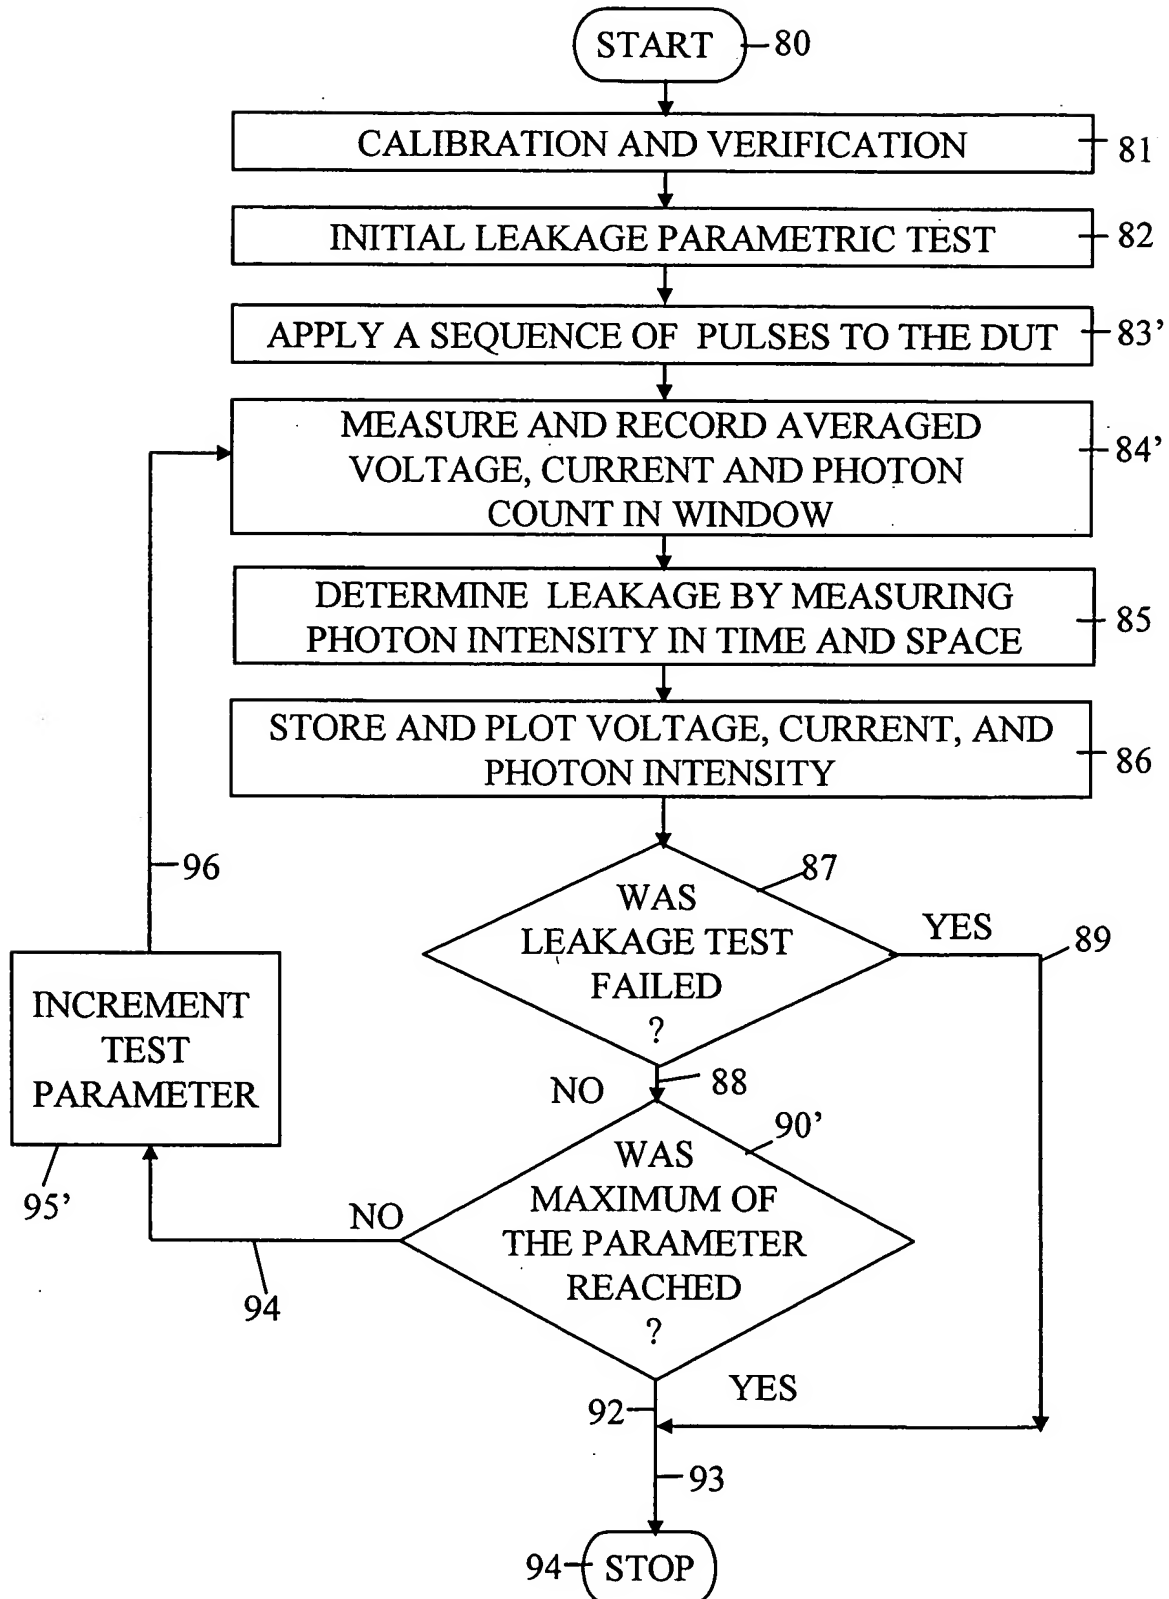 START
80
CALIBRATION AND VERIFICATION
81
INITIAL LEAKAGE PARAMETRIC TEST
82
APPLY A SEQUENCE OF PULSES TO THE DUT
83'
MEASURE AND RECORD AVERAGED
VOLTAGE, CURRENT AND PHOTON
COUNT IN WINDOW
84'
DETERMINE LEAKAGE BY MEASURING
PHOTON INTENSITY IN TIME AND SPACE
85
STORE AND PLOT VOLTAGE, CURRENT, AND
PHOTON INTENSITY
86
96
87
WAS
LEAKAGE TEST
FAILED
?
YES
89
INCREMENT
TEST
PARAMETER
95'
NO
88
90'
WAS
MAXIMUM OF
THE PARAMETER
REACHED
?
NO
94
YES
92
93
94
STOP